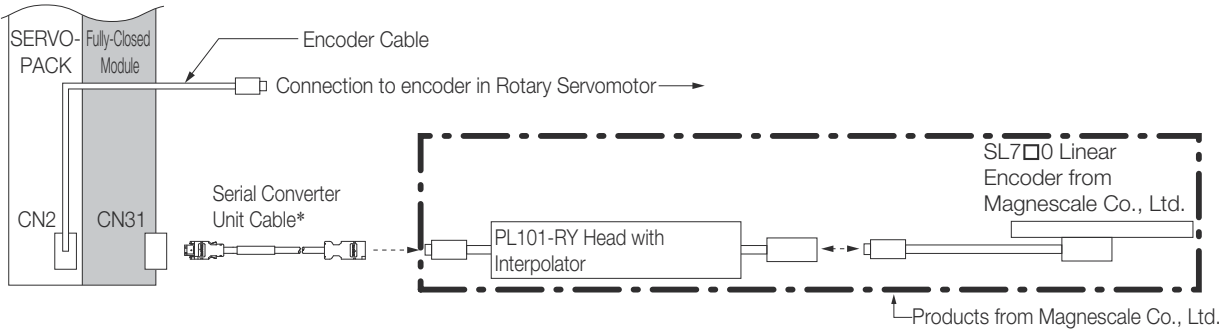 SERVO-
PACK
Fully-Closed
Module
Encoder Cable
Connection to encoder in Rotary Servomotor
CN2
CN31
Serial Converter
Unit Cable*
PL101-RY Head with
Interpolator
SL7□0 Linear
Encoder from
Magnescale Co., Ltd.
Products from Magnescale Co., Ltd.